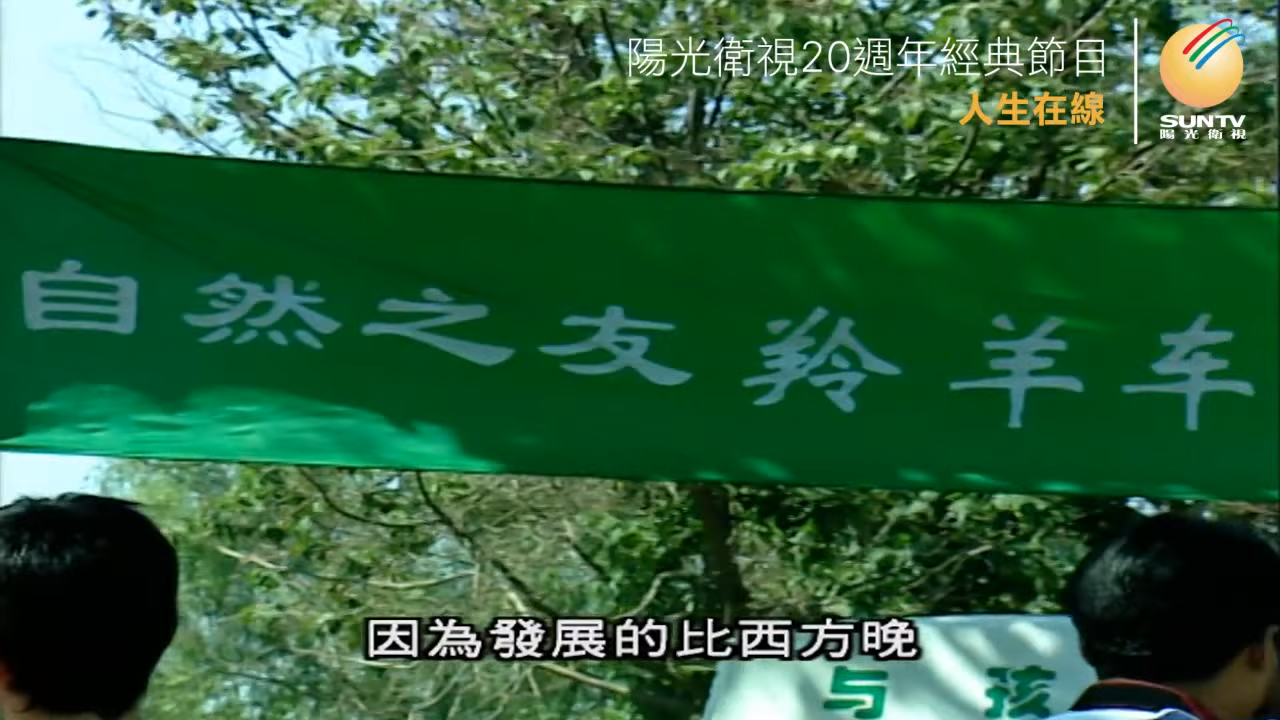 陽光衛視20週年經典節目
人生在線
SUNTV
陽光衛視
自然之友 羚羊车
与 孩
因為發展的比西方晚